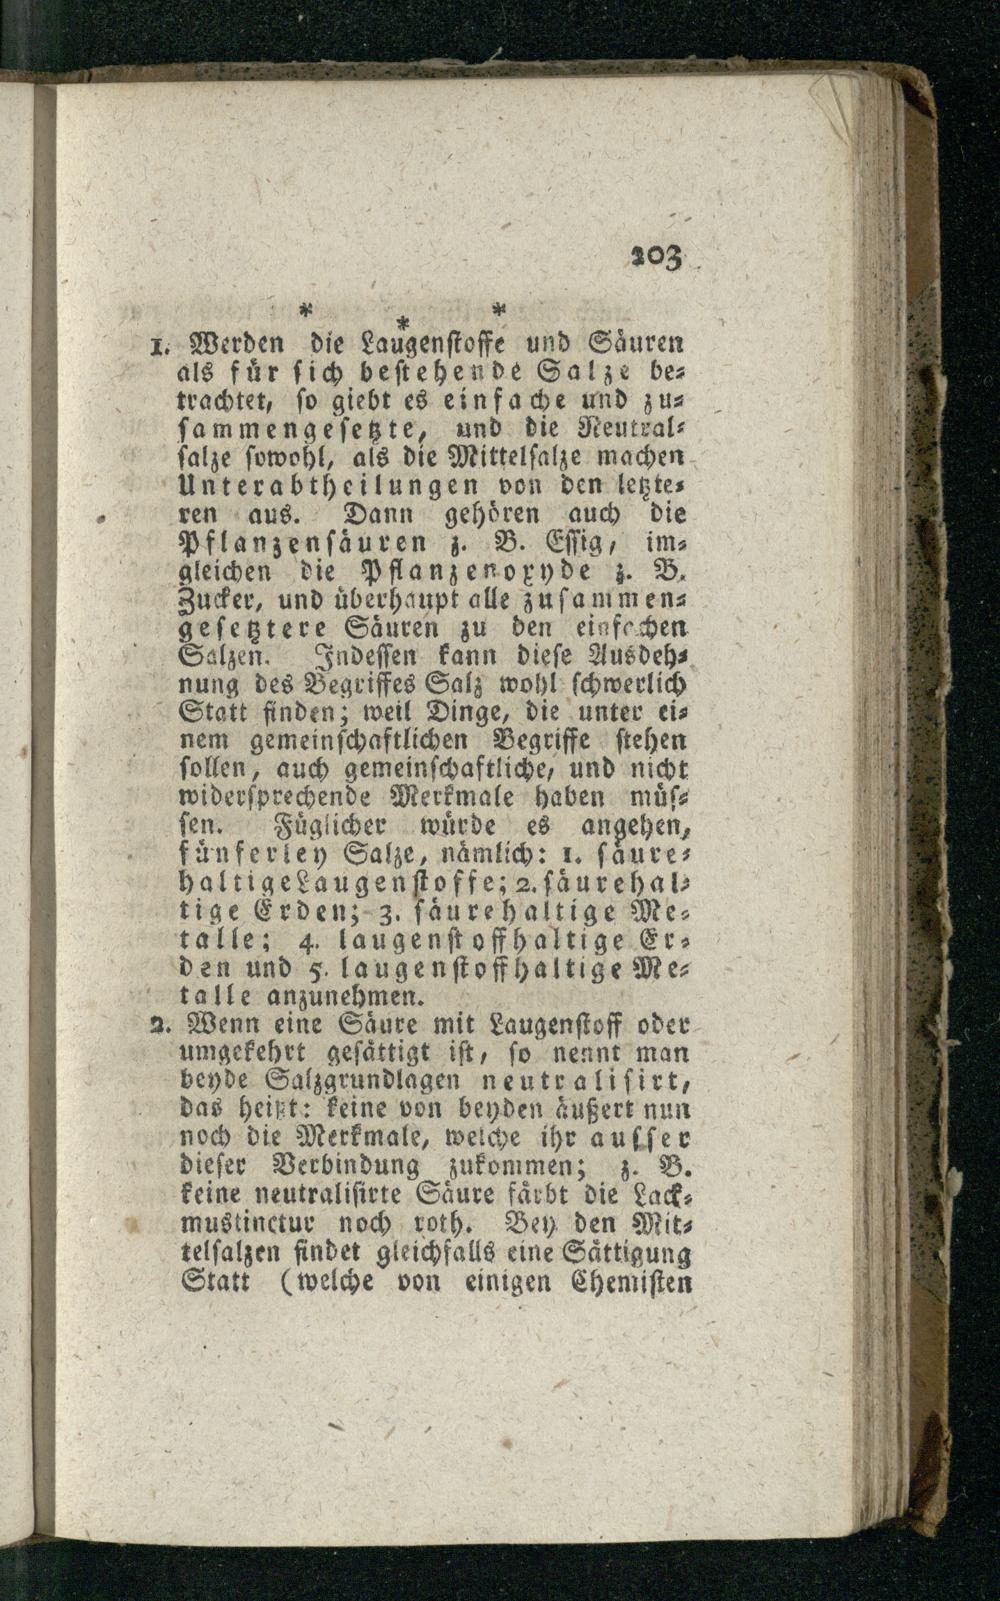 203
* * *
1. Werden die Laugenstoffe und Säuren
als für sich bestehende Salze be-
trachtet, so giebt es einfache und zu-
sammengesetzte, und die Neutral-
salze sowohl, als die Mittelsalze machen
Unterabtheilungen von den letzte-
ren aus. Dann gehören auch die
Pflanzensäuren z. B. Essig, im-
gleichen die Pflanzenoxyde z. B.
Zucker, und überhaupt alle zusammen-
gesetztere Säuren zu den einfachen
Salzen. Indessen kann diese Ausdeh-
nung des Begriffes Salz wohl schwerlich
Statt finden; weil Dinge, die unter ei-
nem gemeinschaftlichen Begriffe stehen
sollen, auch gemeinschaftliche, und nicht
widersprechende Merkmale haben müs-
sen. Füglicher würde es angehen,
fünferley Salze, nämlich: 1. säure-
haltige Laugenstoffe; 2. säurehal-
tige Erden; 3. säurehaltige Me-
talle; 4. laugenstoffhaltige Er-
den und 5. laugenstoffhaltige Me-
talle anzunehmen.
2. Wenn eine Säure mit Laugenstoff oder
umgekehrt gesättigt ist, so nennt man
beyde Salzgrundlagen neutralisirt,
das heißt: keine von beyden äußert nun
noch die Merkmale, welche ihr ausser
dieser Verbindung zukommen; z. B.
keine neutralisirte Säure färbt die Lack-
mustinctur noch roth. Bey den Mit-
telsalzen findet gleichfalls eine Sättigung
Statt (welche von einigen Chemisten